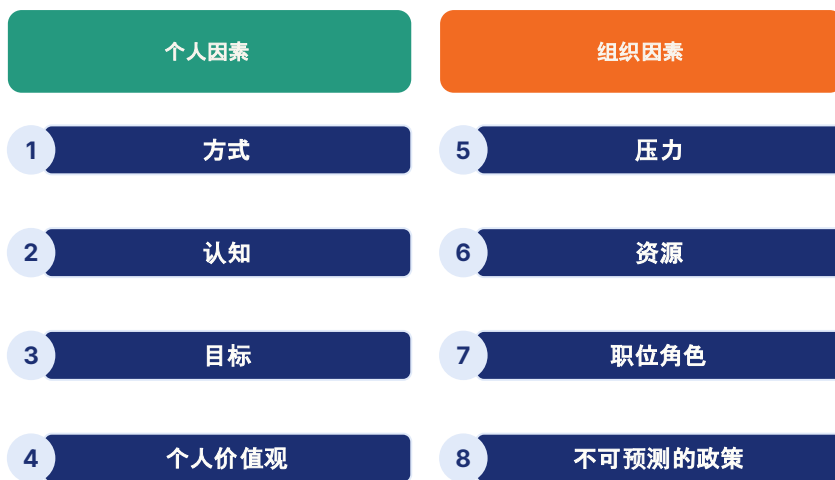 个人因素
1 方式
2 认知
3 目标
4 个人价值观
组织因素
5 压力
6 资源
7 职位角色
8 不可预测的政策